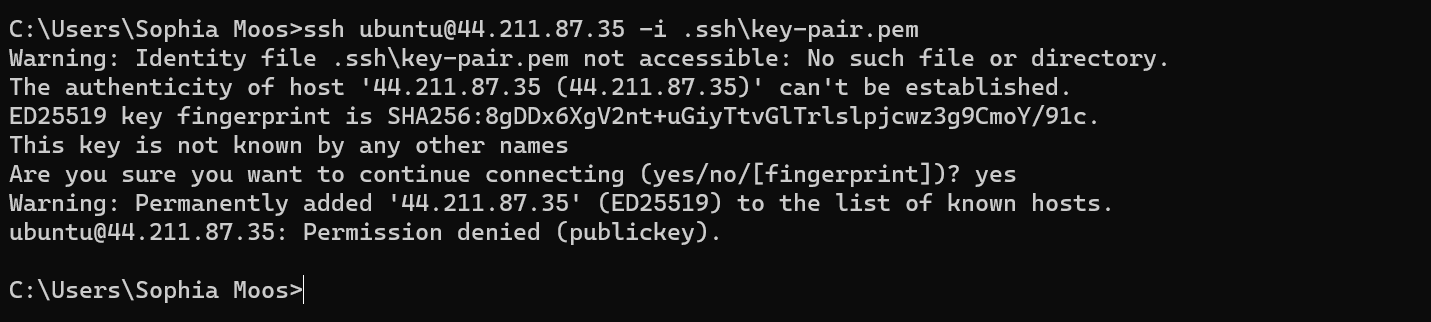 C:\Users\Sophia Moos>ssh ubuntu@44.211.87.35 -i .ssh\key-pair.pem
Warning: Identity file .ssh\key-pair.pem not accessible: No such file or directory.
The authenticity of host '44.211.87.35 (44.211.87.35)' can't be established.
ED25519 key fingerprint is SHA256:8gDDx6XgV2nt+uGiyTtvGlTrlslpjcwz3g9CmoY/91c.
This key is not known by any other names
Are you sure you want to continue connecting (yes/no/[fingerprint])? yes
Warning: Permanently added '44.211.87.35' (ED25519) to the list of known hosts.
ubuntu@44.211.87.35: Permission denied (publickey).
C:\Users\Sophia Moos>